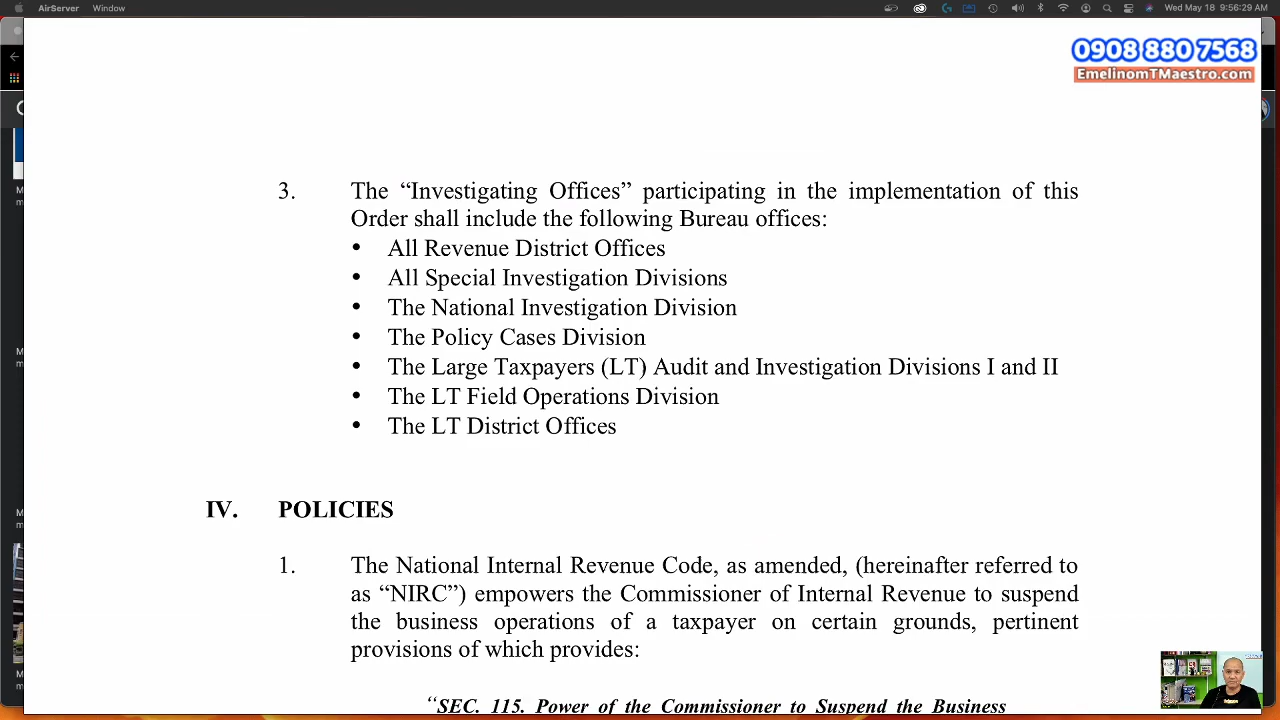 AirServer Window Wed May 18 9:56:29 AM
0908 880 7568
EmelinomTMaestro.com
3. The “Investigating Offices” participating in the implementation of this
Order shall include the following Bureau offices:
• All Revenue District Offices
• All Special Investigation Divisions
• The National Investigation Division
• The Policy Cases Division
• The Large Taxpayers (LT) Audit and Investigation Divisions I and II
• The LT Field Operations Division
• The LT District Offices
IV. POLICIES
1. The National Internal Revenue Code, as amended, (hereinafter referred to
as “NIRC”) empowers the Commissioner of Internal Revenue to suspend
the business operations of a taxpayer on certain grounds, pertinent
provisions of which provides:
“SEC. 115. Power of the Commissioner to Suspend the Business